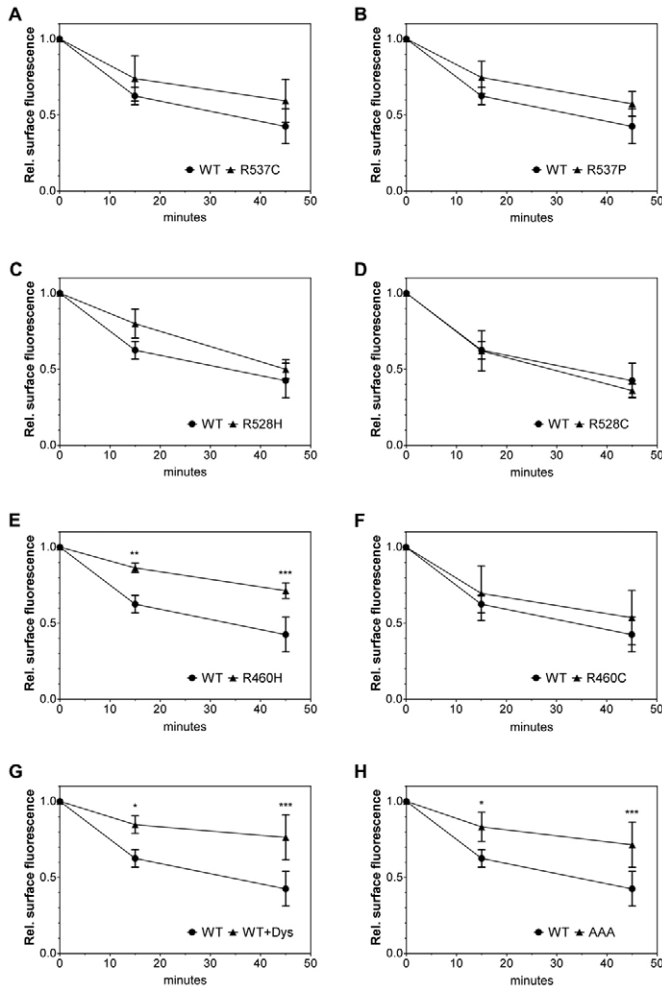 A
Rel. surface fluorescence
1.0
0.5
0.0
0 10 20 30 40 50
minutes
WT R537C
B
Rel. surface fluorescence
1.0
0.5
0.0
0 10 20 30 40 50
minutes
WT R537P
C
Rel. surface fluorescence
1.0
0.5
0.0
0 10 20 30 40 50
minutes
WT R528H
D
Rel. surface fluorescence
1.0
0.5
0.0
0 10 20 30 40 50
minutes
WT R528C
E
Rel. surface fluorescence
1.0
0.5
0.0
** ***
0 10 20 30 40 50
minutes
WT R460H
F
Rel. surface fluorescence
1.0
0.5
0.0
0 10 20 30 40 50
minutes
WT R460C
G
Rel. surface fluorescence
1.0
0.5
0.0
* ***
0 10 20 30 40 50
minutes
WT WT+Dys
H
Rel. surface fluorescence
1.0
0.5
0.0
* ***
0 10 20 30 40 50
minutes
WT AAA